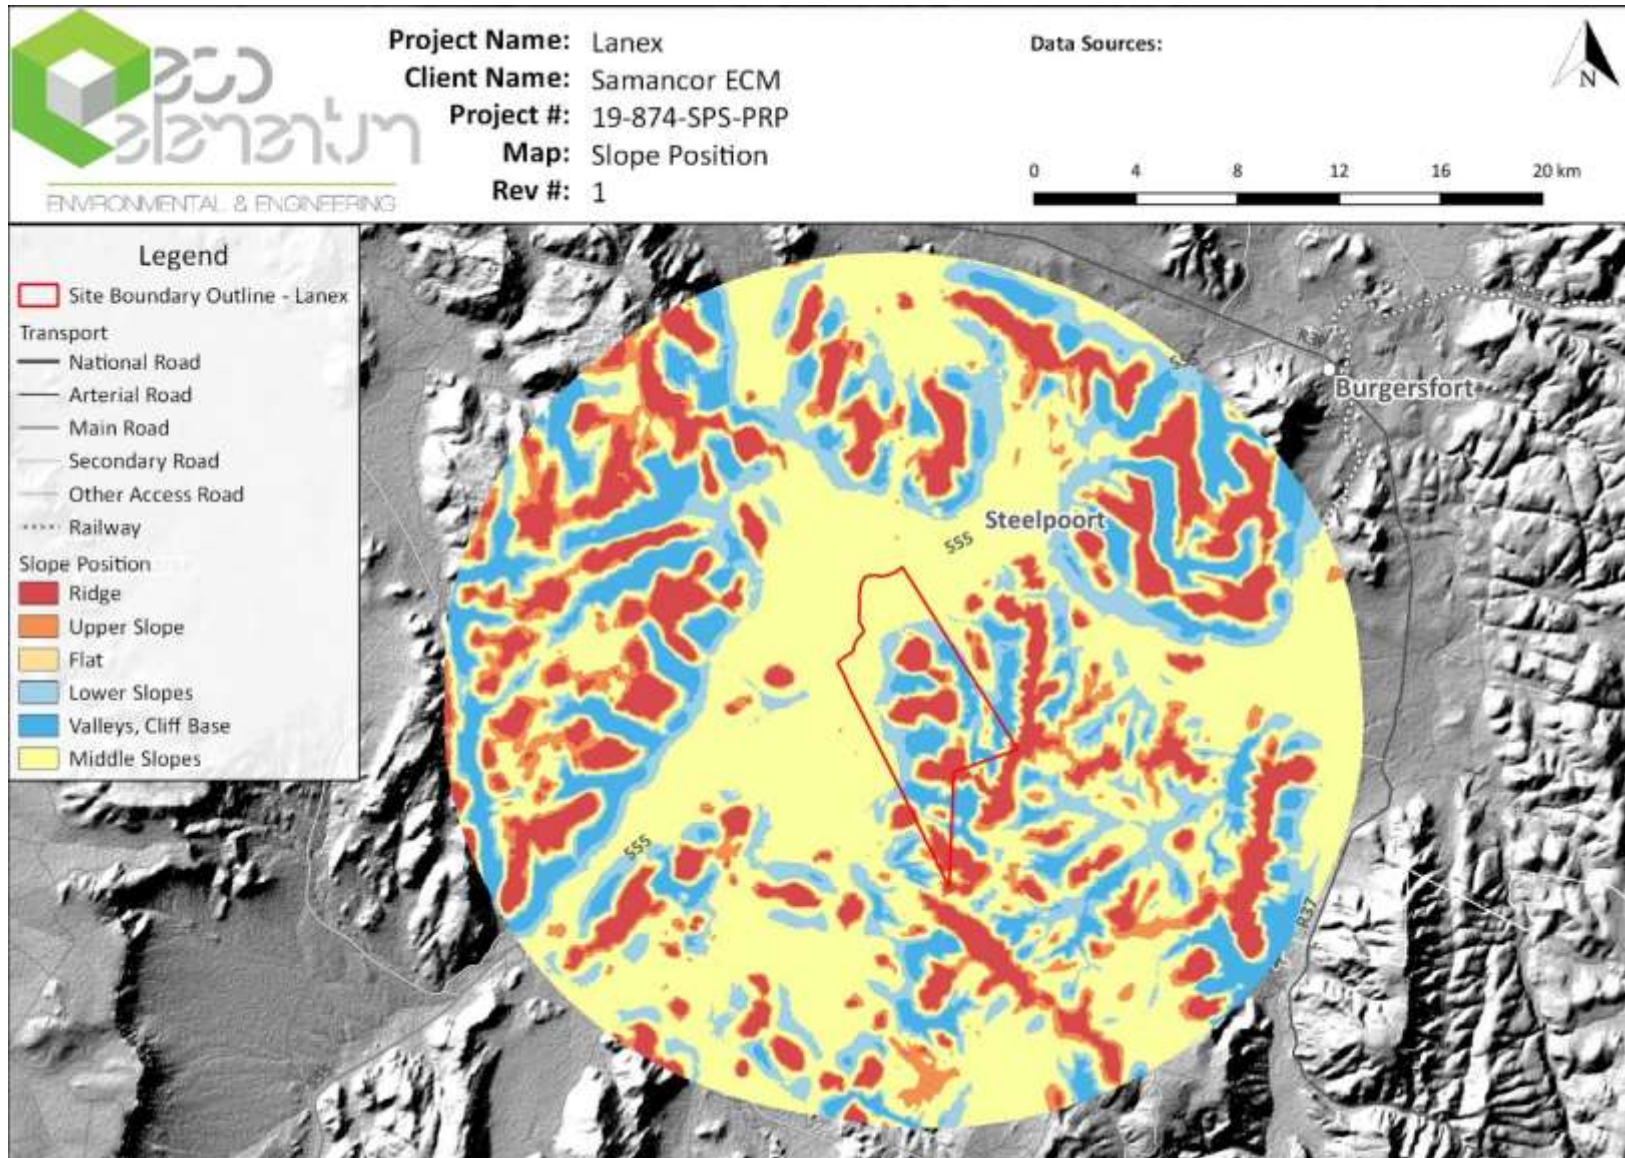 eco
elementum
ENVIRONMENTAL & ENGINEERING
Project Name: Lanex
Client Name: Samancor ECM
Project #: 19-874-SPS-PRP
Map: Slope Position
Rev #: 1
Data Sources:
N
0 4 8 12 16 20 km
Legend
Site Boundary Outline - Lanex
Transport
National Road
Arterial Road
Main Road
Secondary Road
Other Access Road
Railway
Slope Position
Ridge
Upper Slope
Flat
Lower Slopes
Valleys, Cliff Base
Middle Slopes
Burgersfort
Steelpoort
555
555
R37